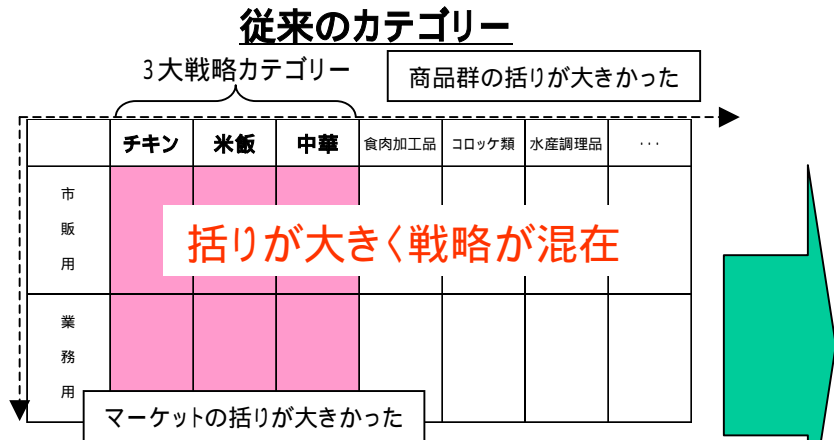 従来のカテゴリー
3大戦略カテゴリー
商品群の括りが大きかった
チキン 米飯 中華 食肉加工品 コロッケ類 水産調理品 ･･･
市販用
括りが大きく戦略が混在
業務用
マーケットの括りが大きかった